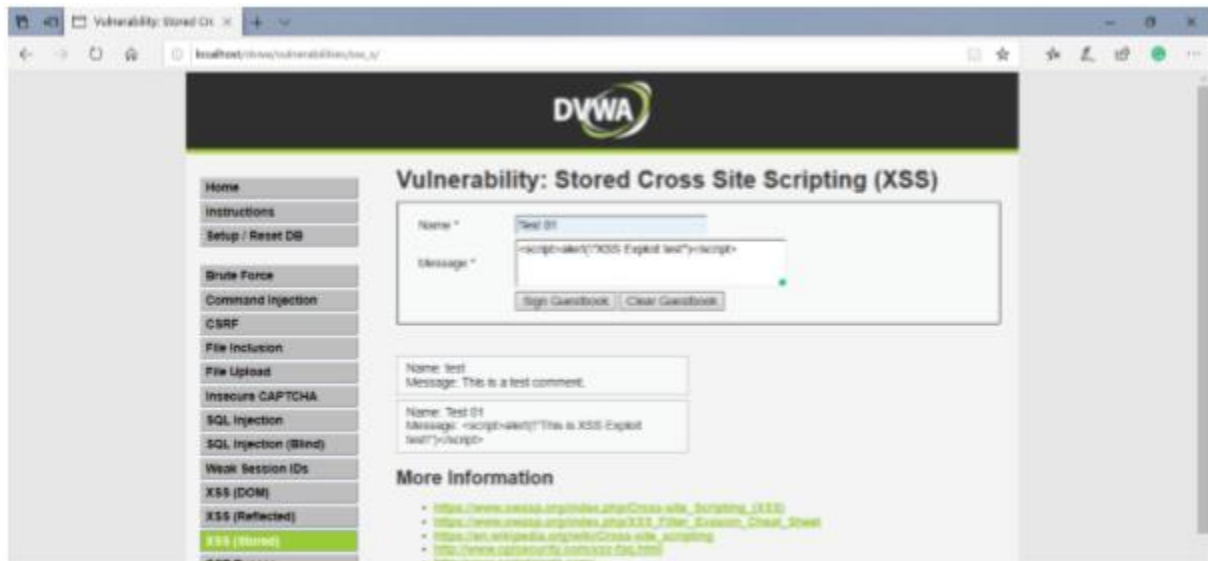 Vulnerability: Stored Cr
localhost/dvwa/vulnerabilities/xss_s/
DVWA
Vulnerability: Stored Cross Site Scripting (XSS)
Home
Instructions
Setup / Reset DB
Brute Force
Command Injection
CSRF
File Inclusion
File Upload
Insecure CAPTCHA
SQL Injection
SQL Injection (Blind)
Weak Session IDs
XSS (DOM)
XSS (Reflected)
XSS (Stored)
Name * Test 01
Message * <script>alert("XSS Exploit test")</script>
Sign Guestbook Clear Guestbook
Name: test
Message: This is a test comment.
Name: Test 01
Message: <script>alert("This is XSS Exploit
test")</script>
More Information
https://www.owasp.org/index.php/Cross-site_Scripting_(XSS)
https://www.owasp.org/index.php/XSS_Filter_Evasion_Cheat_Sheet
https://en.wikipedia.org/wiki/Cross-site_scripting
http://www.cgisecurity.com/xss-faq.html